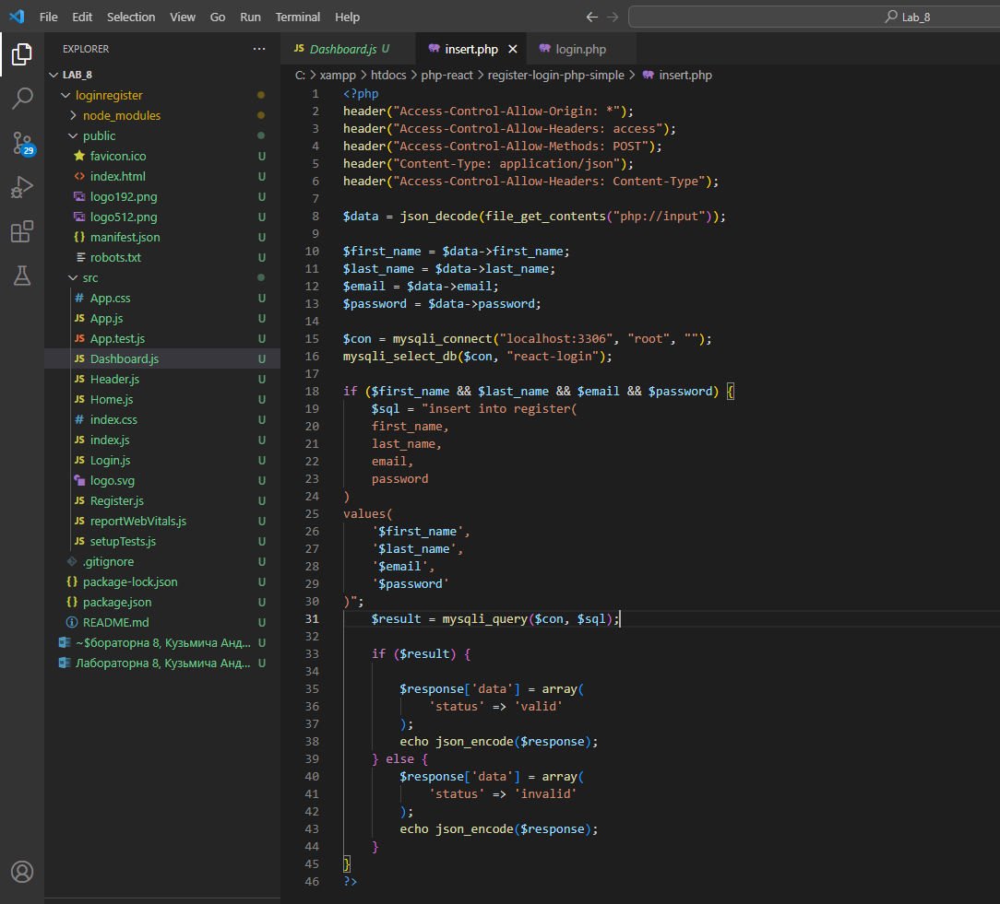 File Edit Selection View Go Run Terminal Help
Lab_8
EXPLORER
LAB_8
loginregister
node_modules
public
favicon.ico U
index.html U
logo192.png U
logo512.png U
manifest.json U
robots.txt U
src
App.css U
App.js U
App.test.js U
Dashboard.js U
Header.js U
Home.js U
index.css U
index.js U
Login.js U
logo.svg U
Register.js U
reportWebVitals.js U
setupTests.js U
.gitignore U
package-lock.json U
package.json U
README.md U
~$бораторна 8, Кузьмича Анд... U
Лабораторна 8, Кузьмича Анд... U
29
JS Dashboard.js U
insert.php
login.php
C: > xampp > htdocs > php-react > register-login-php-simple > insert.php
1 <?php
2 header("Access-Control-Allow-Origin: *");
3 header("Access-Control-Allow-Headers: access");
4 header("Access-Control-Allow-Methods: POST");
5 header("Content-Type: application/json");
6 header("Access-Control-Allow-Headers: Content-Type");
7
8 $data = json_decode(file_get_contents("php://input"));
9
10 $first_name = $data->first_name;
11 $last_name = $data->last_name;
12 $email = $data->email;
13 $password = $data->password;
14
15 $con = mysqli_connect("localhost:3306", "root", "");
16 mysqli_select_db($con, "react-login");
17
18 if ($first_name && $last_name && $email && $password) {
19 $sql = "insert into register(
20 first_name,
21 last_name,
22 email,
23 password
24 )
25 values(
26 '$first_name',
27 '$last_name',
28 '$email',
29 '$password'
30 )";
31 $result = mysqli_query($con, $sql);
32
33 if ($result) {
34
35 $response['data'] = array(
36 'status' => 'valid'
37 );
38 echo json_encode($response);
39 } else {
40 $response['data'] = array(
41 'status' => 'invalid'
42 );
43 echo json_encode($response);
44 }
45 }
46 ?>